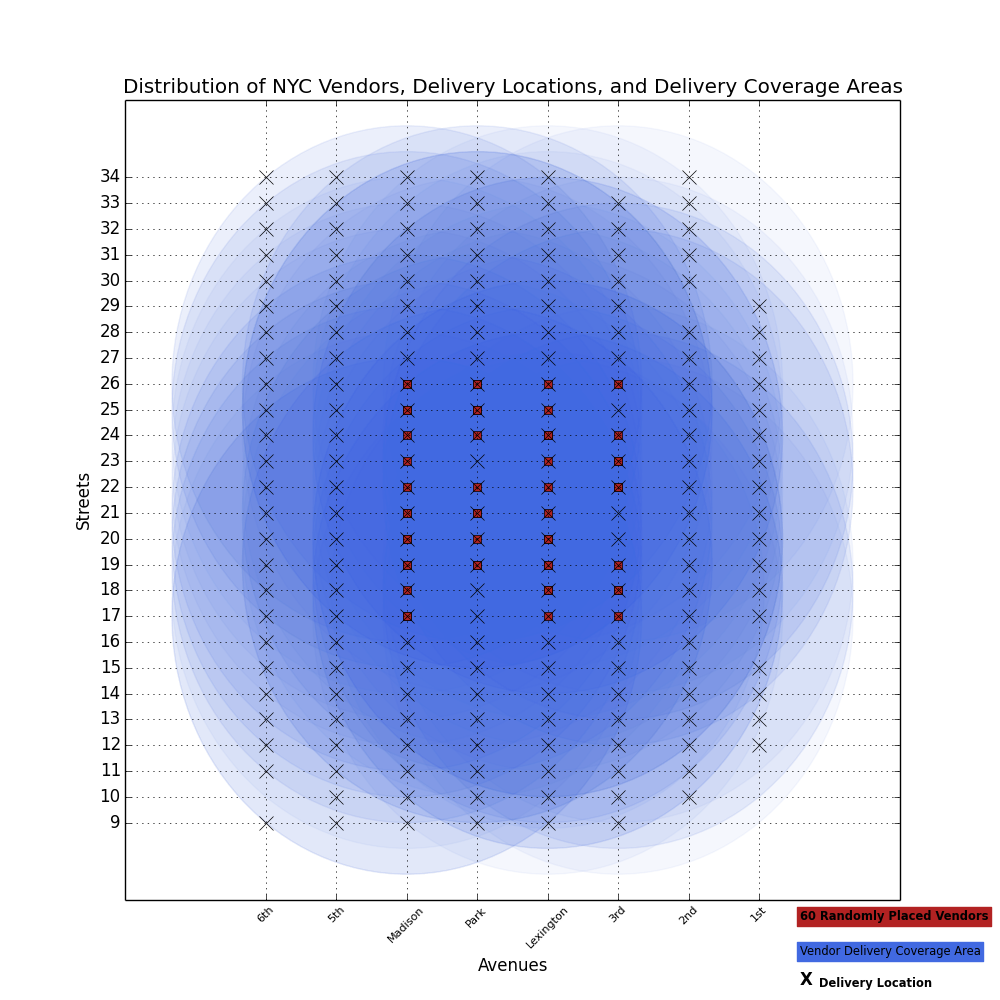 Distribution of NYC Vendors, Delivery Locations, and Delivery Coverage Areas
34
33
32
31
30
29
28
27
26
25
24
23
22
21
20
19
18
17
16
15
14
13
12
11
10
9
Streets
6th
5th
Madison
Park
Lexington
3rd
2nd
1st
Avenues
60 Randomly Placed Vendors
Vendor Delivery Coverage Area
X Delivery Location